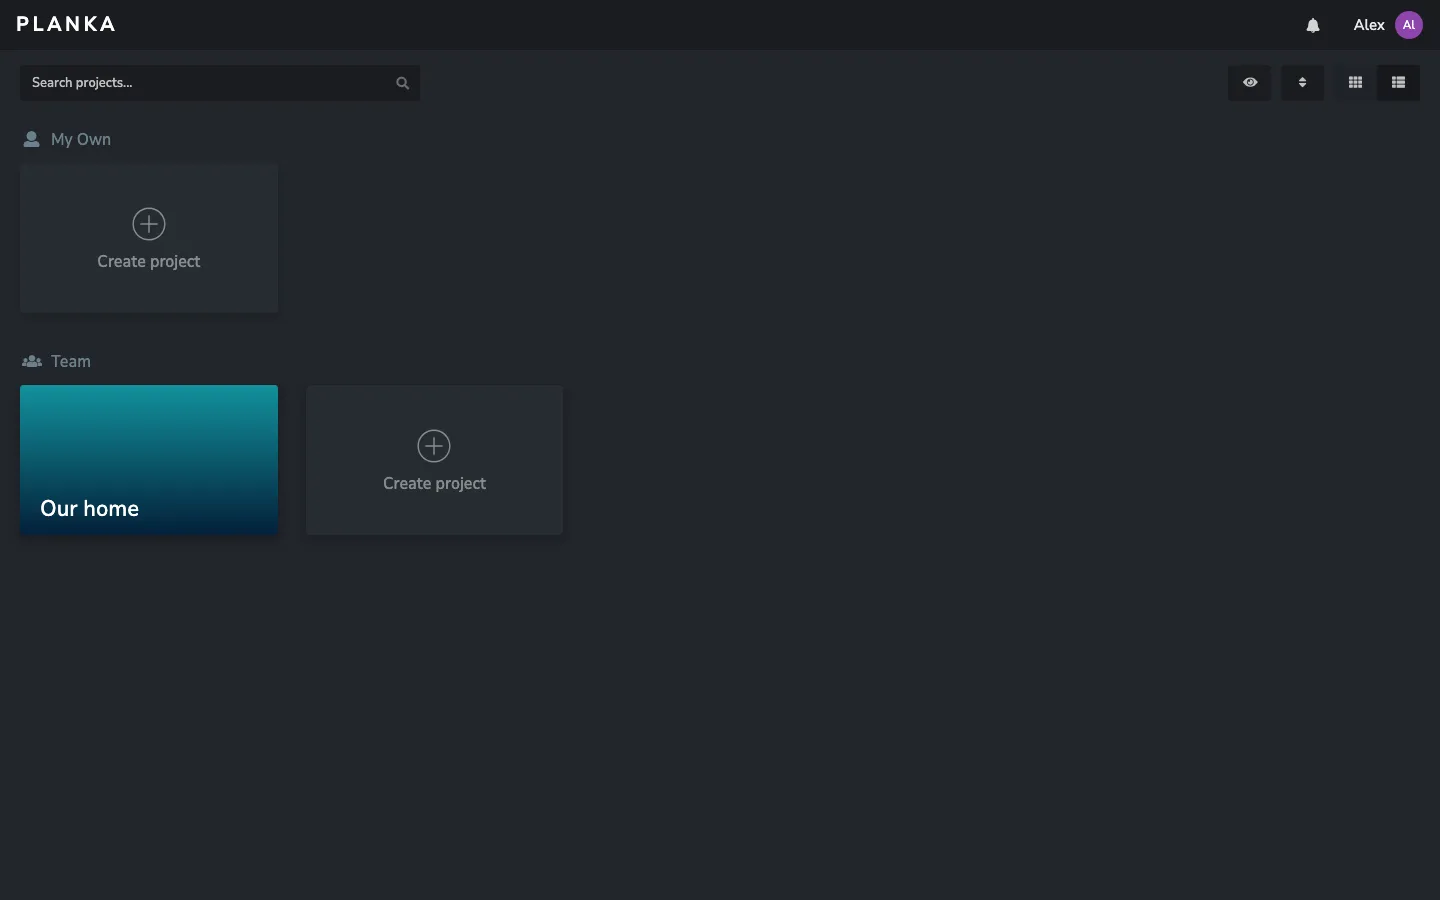 PLANKA
Alex
Al
Search projects...
My Own
Create project
Team
Our home
Create project